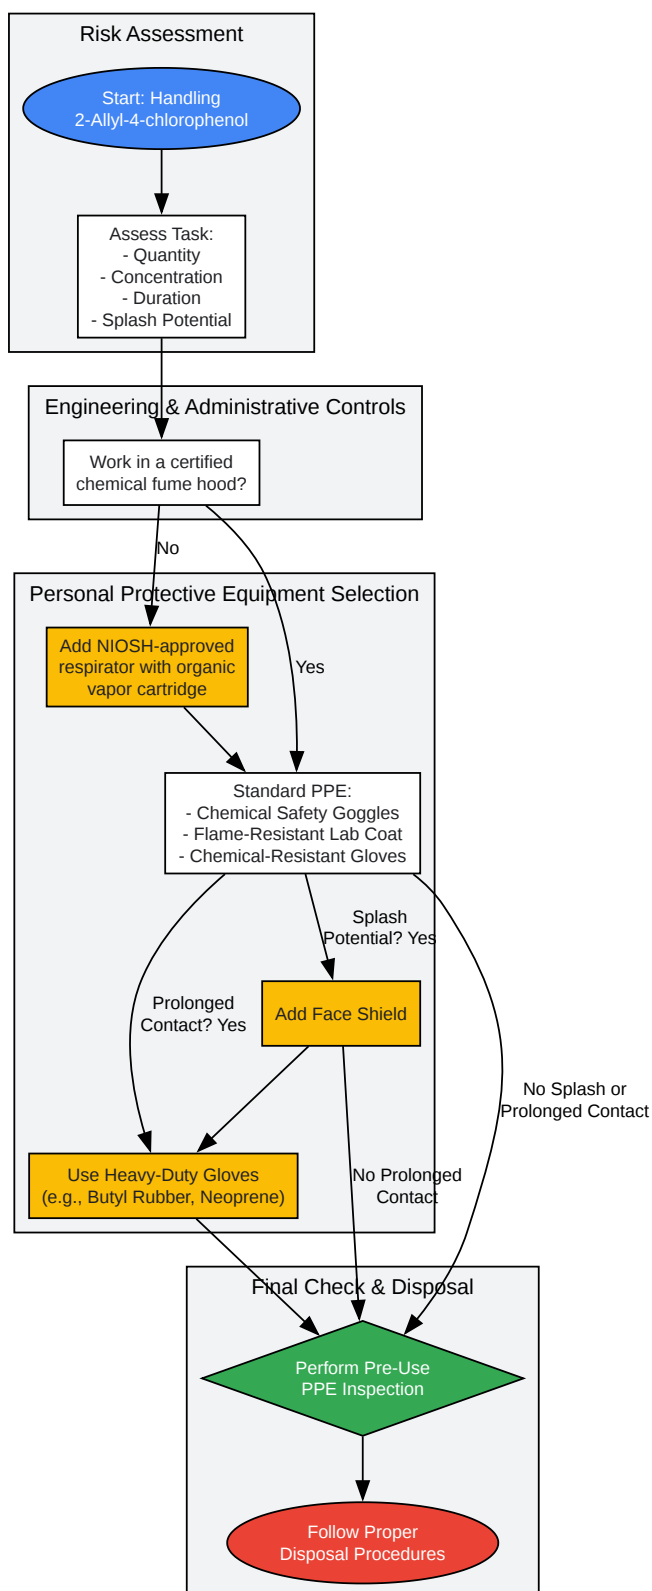 Risk Assessment
Start: Handling
2-Allyl-4-chlorophenol
Assess Task:
- Quantity
- Concentration
- Duration
- Splash Potential
Engineering & Administrative Controls
Work in a certified
chemical fume hood?
No
Personal Protective Equipment Selection
Add NIOSH-approved
respirator with organic
vapor cartridge
Yes
Standard PPE:
- Chemical Safety Goggles
- Flame-Resistant Lab Coat
- Chemical-Resistant Gloves
Splash
Potential? Yes
Prolonged
Contact? Yes
Add Face Shield
No Splash or
Prolonged Contact
Use Heavy-Duty Gloves
(e.g., Butyl Rubber, Neoprene)
No Prolonged
Contact
Final Check & Disposal
Perform Pre-Use
PPE Inspection
Follow Proper
Disposal Procedures